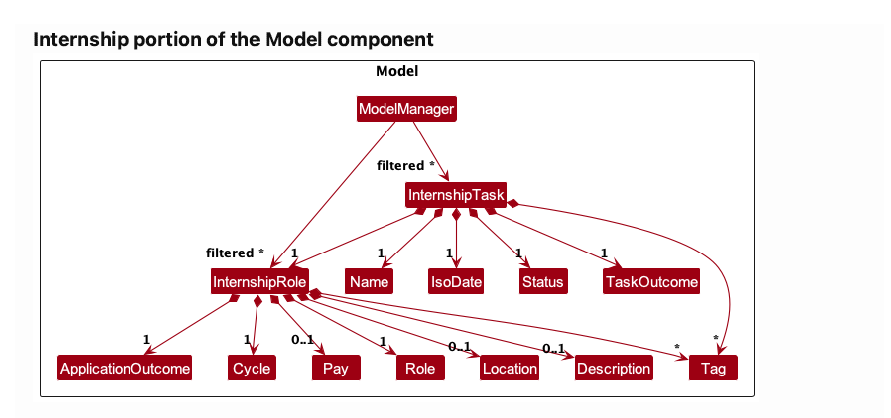 Internship portion of the Model component
Model
ModelManager
filtered *
InternshipTask
filtered * 1 1 1 1 1
InternshipRole Name IsoDate Status TaskOutcome
1 1 0..1 1 0..1 0..1 * *
ApplicationOutcome Cycle Pay Role Location Description Tag